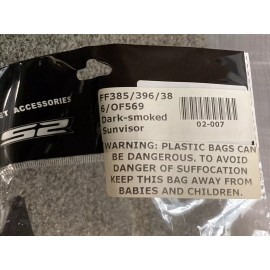 ET ACCESSORIES
LS2
FF385/396/38
6/OF569
Dark-smoked
Sunvisor
02-007
WARNING: PLASTIC BAGS CAN
BE DANGEROUS. TO AVOID
DANGER OF SUFFOCATION
KEEP THIS BAG AWAY FROM
BABIES AND CHILDREN.